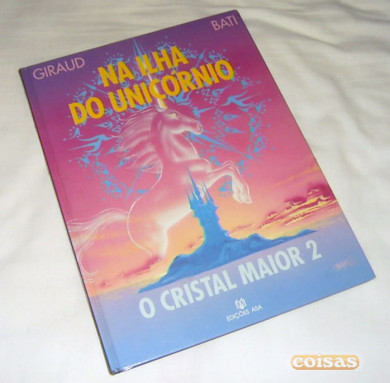 GIRAUD
BATI
NA ILHA
DO UNICÓRNIO
O CRISTAL MAIOR 2
EDIÇÕES ASA
coisas